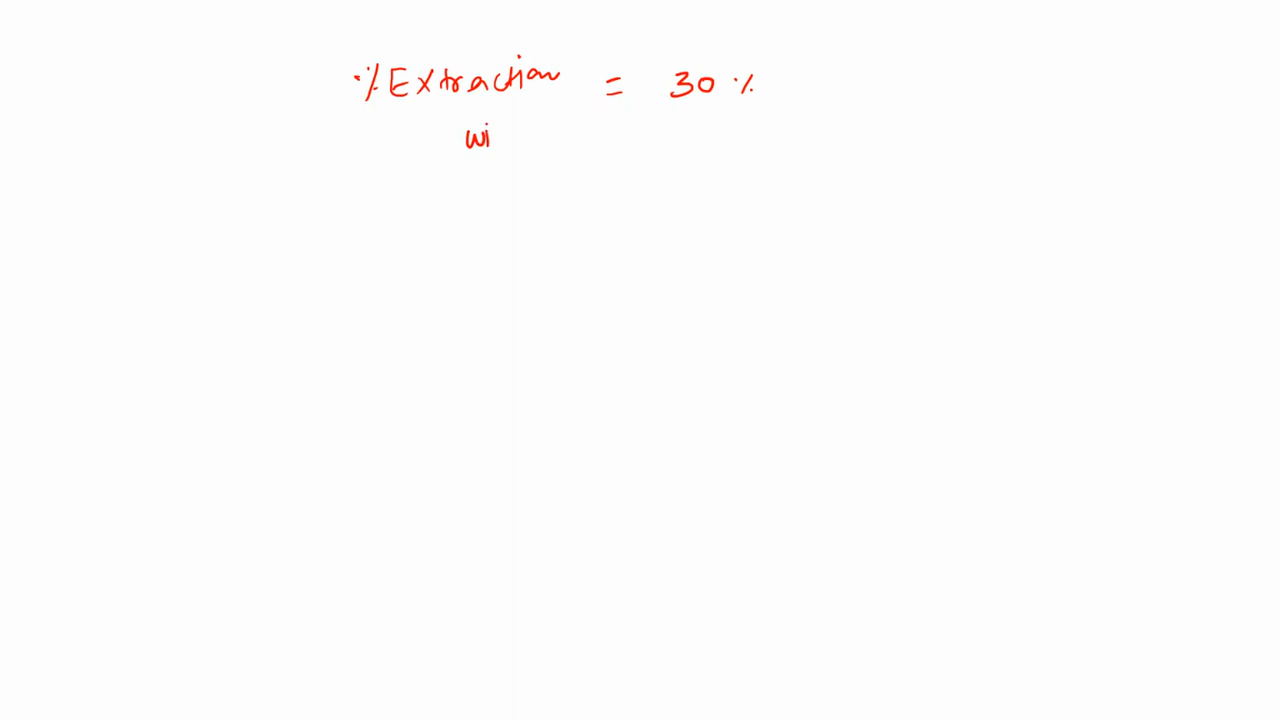 % Extraction = 30 %
wi